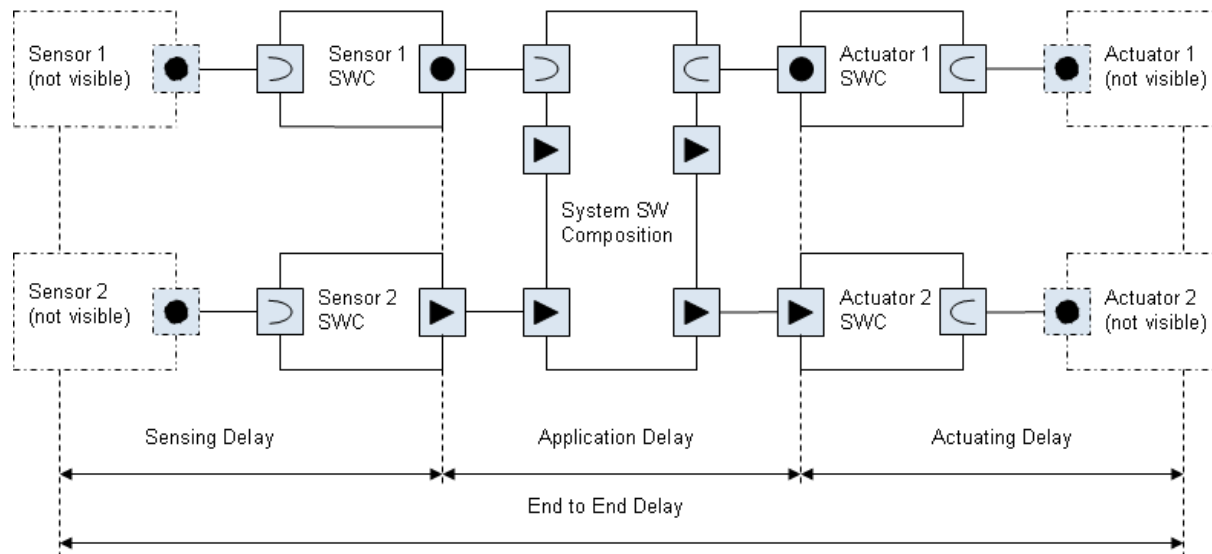 Sensor 1
(not visible)
Sensor 1
SWC
Actuator 1
SWC
Actuator 1
(not visible)
System SW
Composition
Sensor 2
(not visible)
Sensor 2
SWC
Actuator 2
SWC
Actuator 2
(not visible)
Sensing Delay
Application Delay
Actuating Delay
End to End Delay